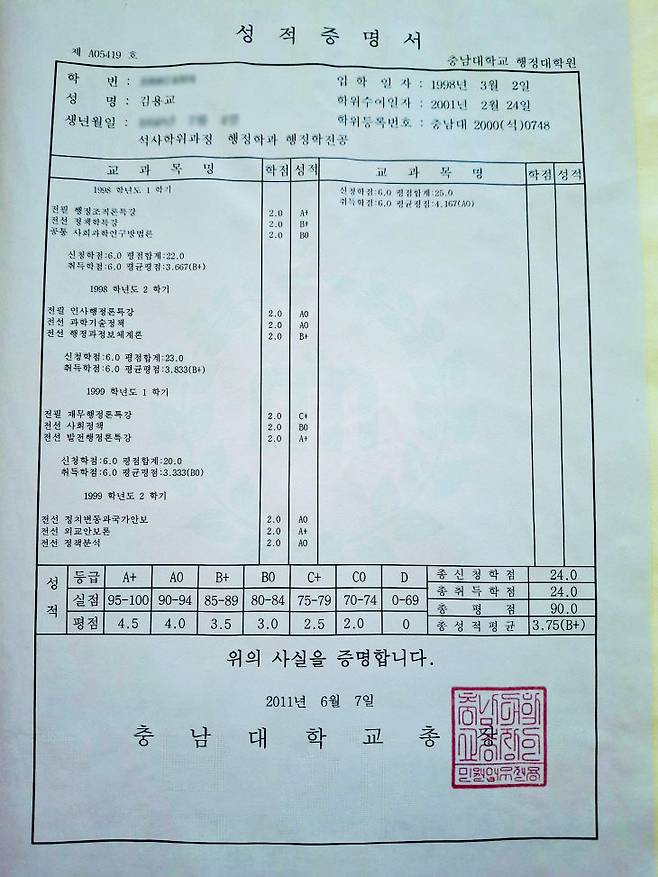 성 적 증 명 서
제 A05419 호
충남대학교 행정대학원
학 번 :
입 학 일 자 : 1998년 3월 2일
성 명 : 김용교
학위수여일자 : 2001년 2월 24일
생년월일 :
학위등록번호 : 충남대 2000(석)0748
석사학위과정 행정학과 행정학전공
교 과 목 명 학점 성적 교 과 목 명 학점 성적
1998 학년도 1 학기
전필 행정조직론특강 2.0 A+
전선 정책학특강 2.0 B+
공통 사회과학연구방법론 2.0 B0
신청학점:6.0 평점합계:22.0
취득학점:6.0 평균평점:3.667(B+)
1998 학년도 2 학기
전필 인사행정론특강 2.0 A0
전선 과학기술정책 2.0 A0
전선 행정과정보체계론 2.0 B+
신청학점:6.0 평점합계:23.0
취득학점:6.0 평균평점:3.833(B+)
1999 학년도 1 학기
전필 재무행정론특강 2.0 C+
전선 사회정책 2.0 B0
전선 발전행정론특강 2.0 A+
신청학점:6.0 평점합계:20.0
취득학점:6.0 평균평점:3.333(B0)
1999 학년도 2 학기
전선 정치변동과국가안보 2.0 A0
전선 외교안보론 2.0 A+
전선 정책분석 2.0 A0
신청학점:6.0 평점합계:25.0
취득학점:6.0 평균평점:4.167(A0)
성적
등급 A+ A0 B+ B0 C+ C0 D
실점 95-100 90-94 85-89 80-84 75-79 70-74 0-69
평점 4.5 4.0 3.5 3.0 2.5 2.0 0
총 신 청 학 점 24.0
총 취 득 학 점 24.0
총 평 점 90.0
총 성 적 평 균 3.75(B+)
위의 사실을 증명합니다.
2011년 6월 7일
충 남 대 학 교 총 장